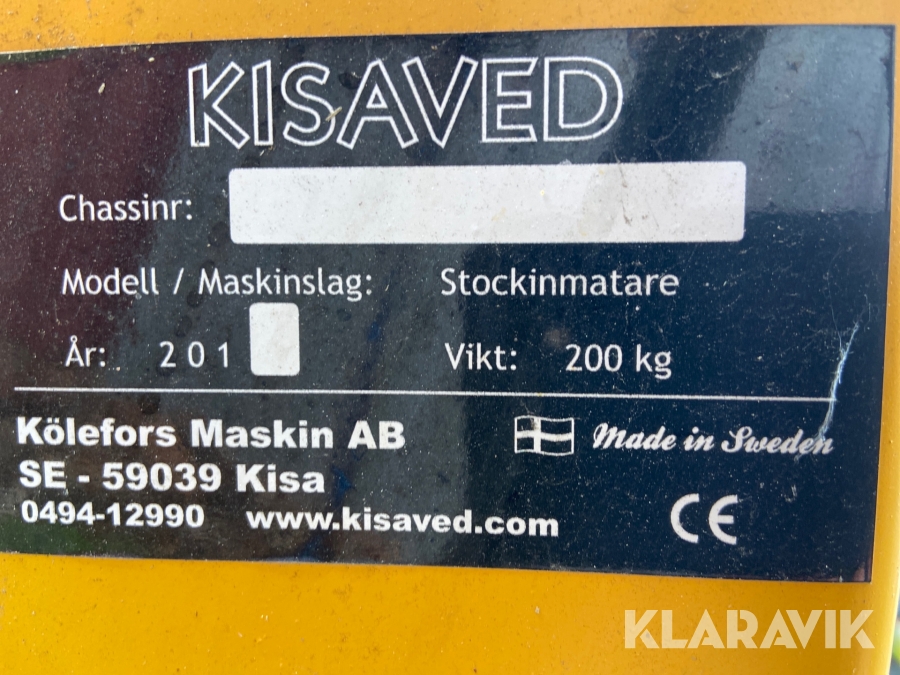 KISAVED
Chassinr:
Modell / Maskinslag: Stockinmatare
År: 201 Vikt: 200 kg
Kölefors Maskin AB Made in Sweden
SE - 59039 Kisa
0494-12990 www.kisaved.com CE
KLARAVIK